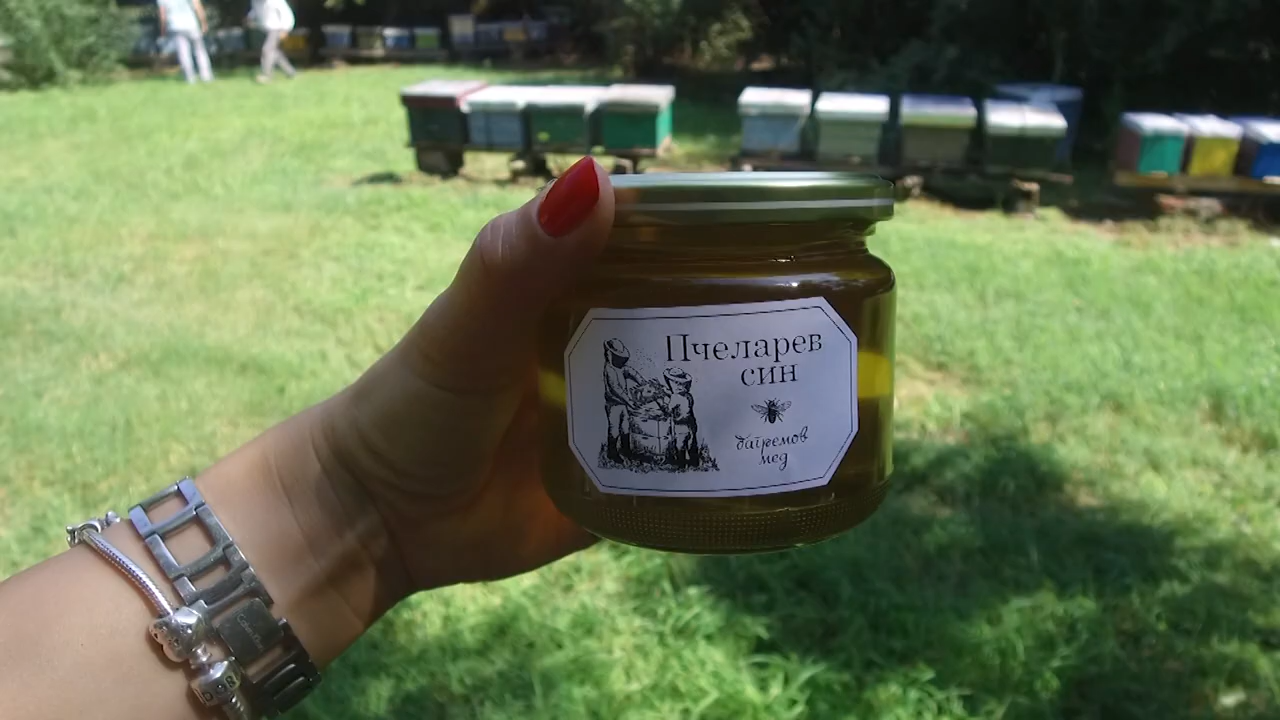 Пчеларев
син
багремов
мед